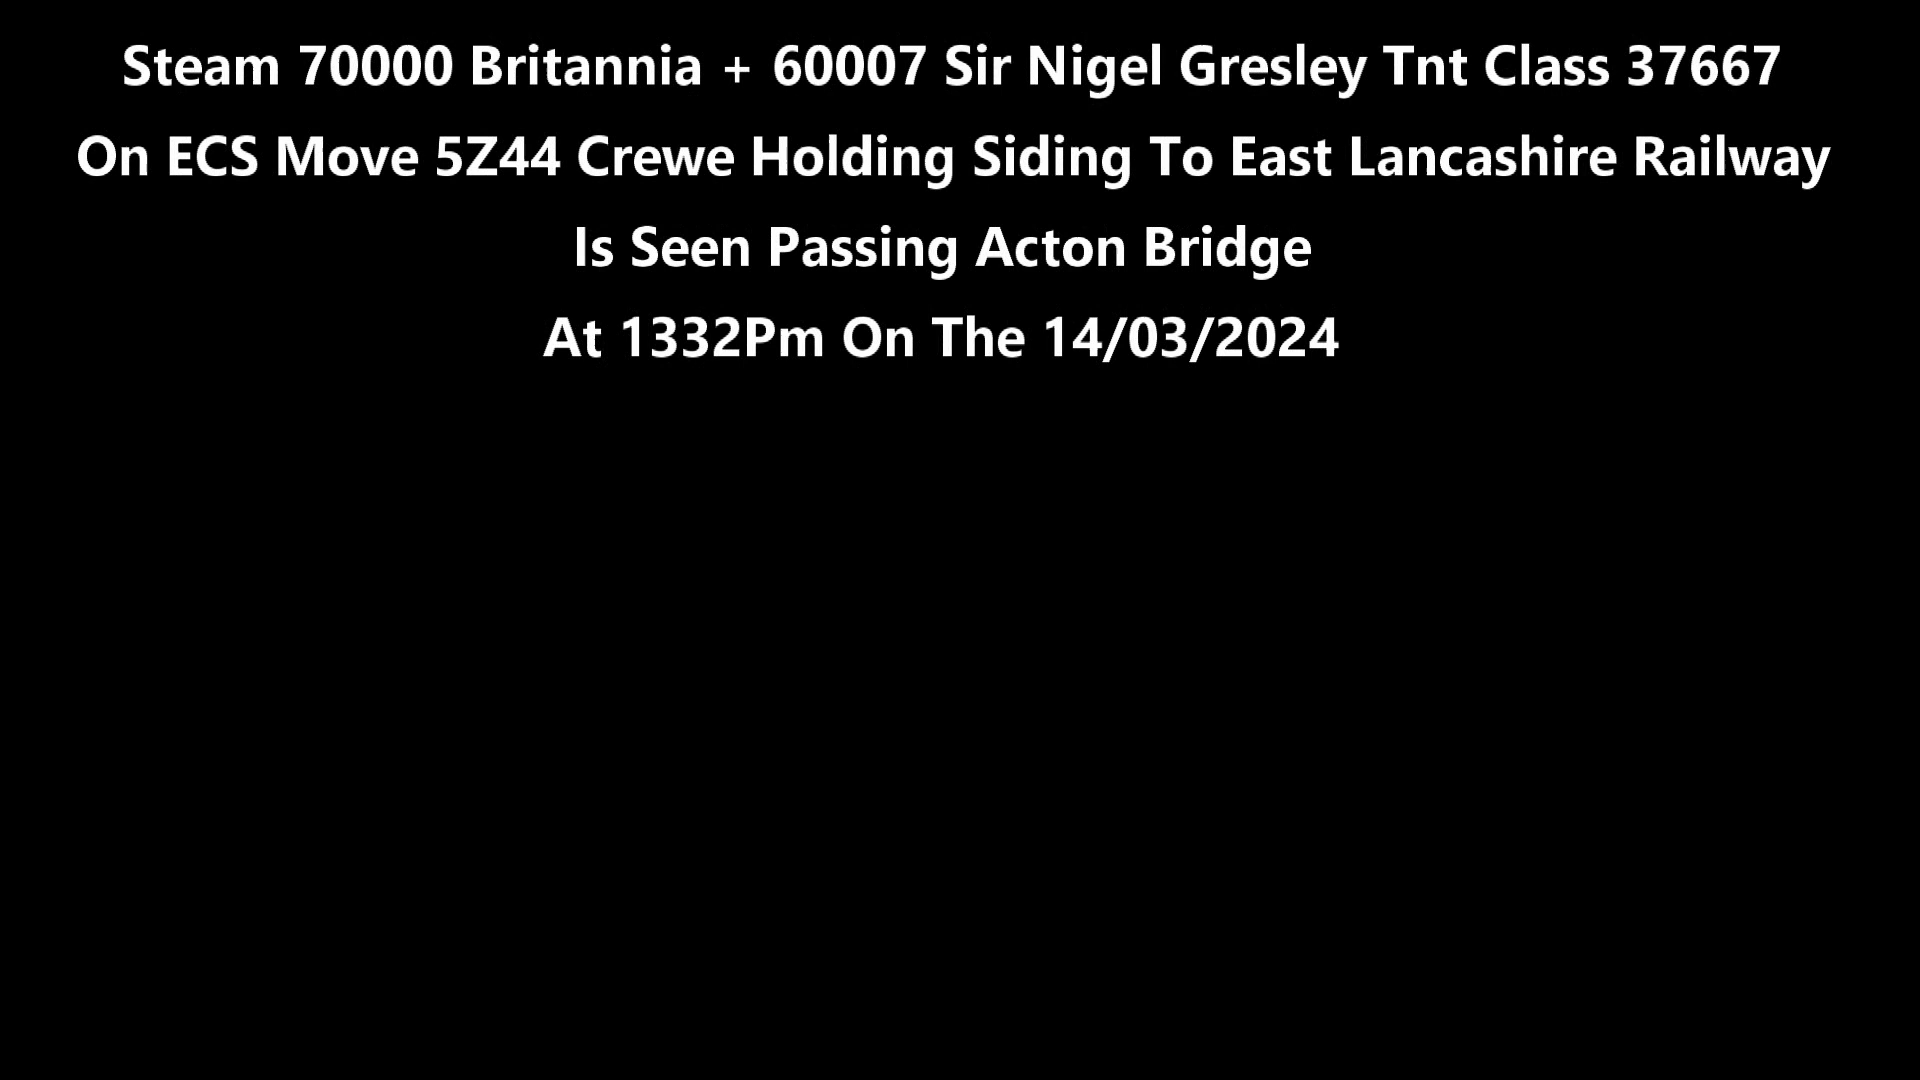 Steam 70000 Britannia + 60007 Sir Nigel Gresley Tnt Class 37667
On ECS Move 5Z44 Crewe Holding Siding To East Lancashire Railway
Is Seen Passing Acton Bridge
At 1332Pm On The 14/03/2024